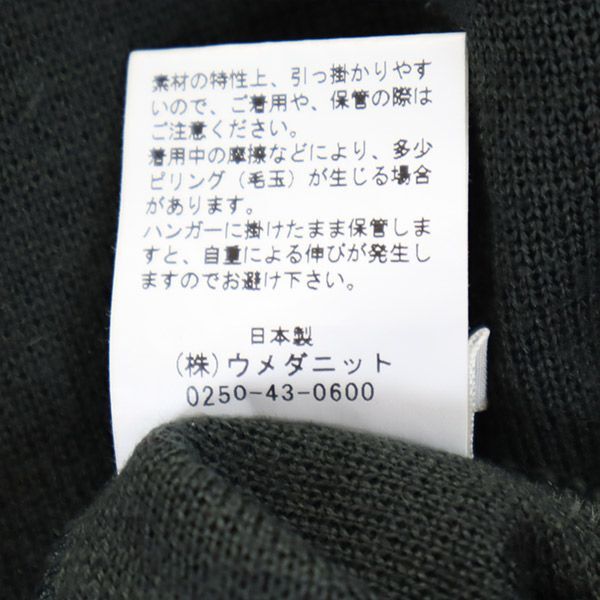 素材の特性上、引っ掛かりやす
いので、ご着用や、保管の際は
ご注意ください。
着用中の摩擦などにより、多少
ピリング（毛玉）が生じる場合
があります。
ハンガーに掛けたまま保管しま
すと、自重による伸びが発生し
ますのでお避け下さい。
日本製
(株)ウメダニット
0250-43-0600